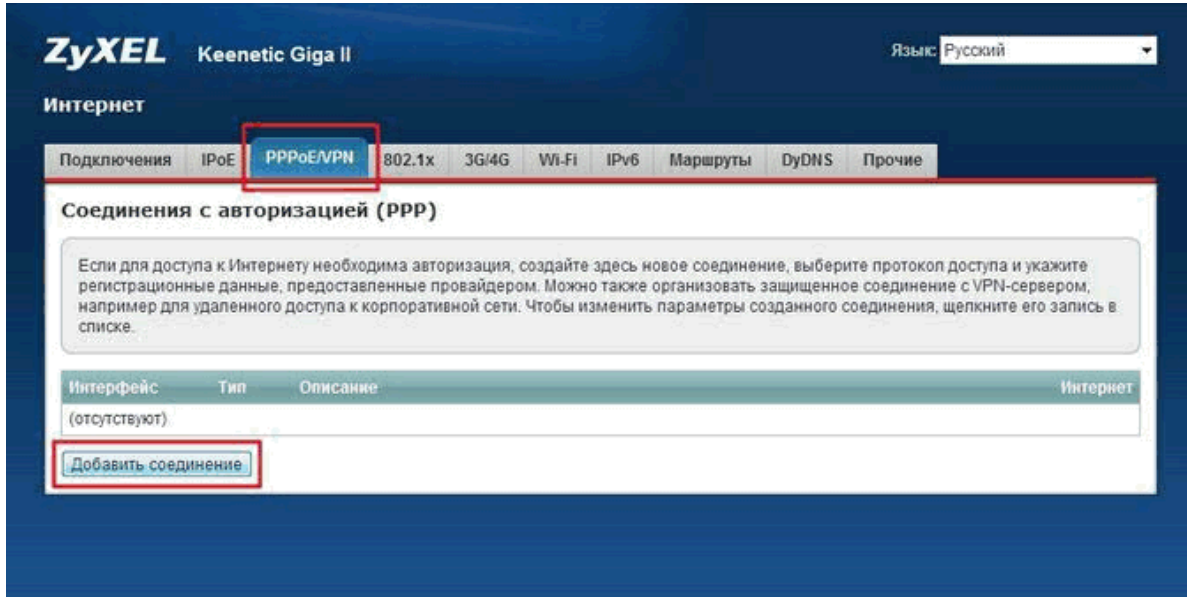 ZyXEL Keenetic Giga II
Язык: Русский
Интернет
Подключения IPoE PPPoE/VPN 802.1x 3G/4G Wi-Fi IPv6 Маршруты DyDNS Прочие
Соединения с авторизацией (PPP)
Если для доступа к Интернету необходима авторизация, создайте здесь новое соединение, выберите протокол доступа и укажите
регистрационные данные, предоставленные провайдером. Можно также организовать защищенное соединение с VPN-сервером,
например для удаленного доступа к корпоративной сети. Чтобы изменить параметры созданного соединения, щелкните его запись в
списке.
Интерфейс Тип Описание Интернет
(отсутствуют)
Добавить соединение